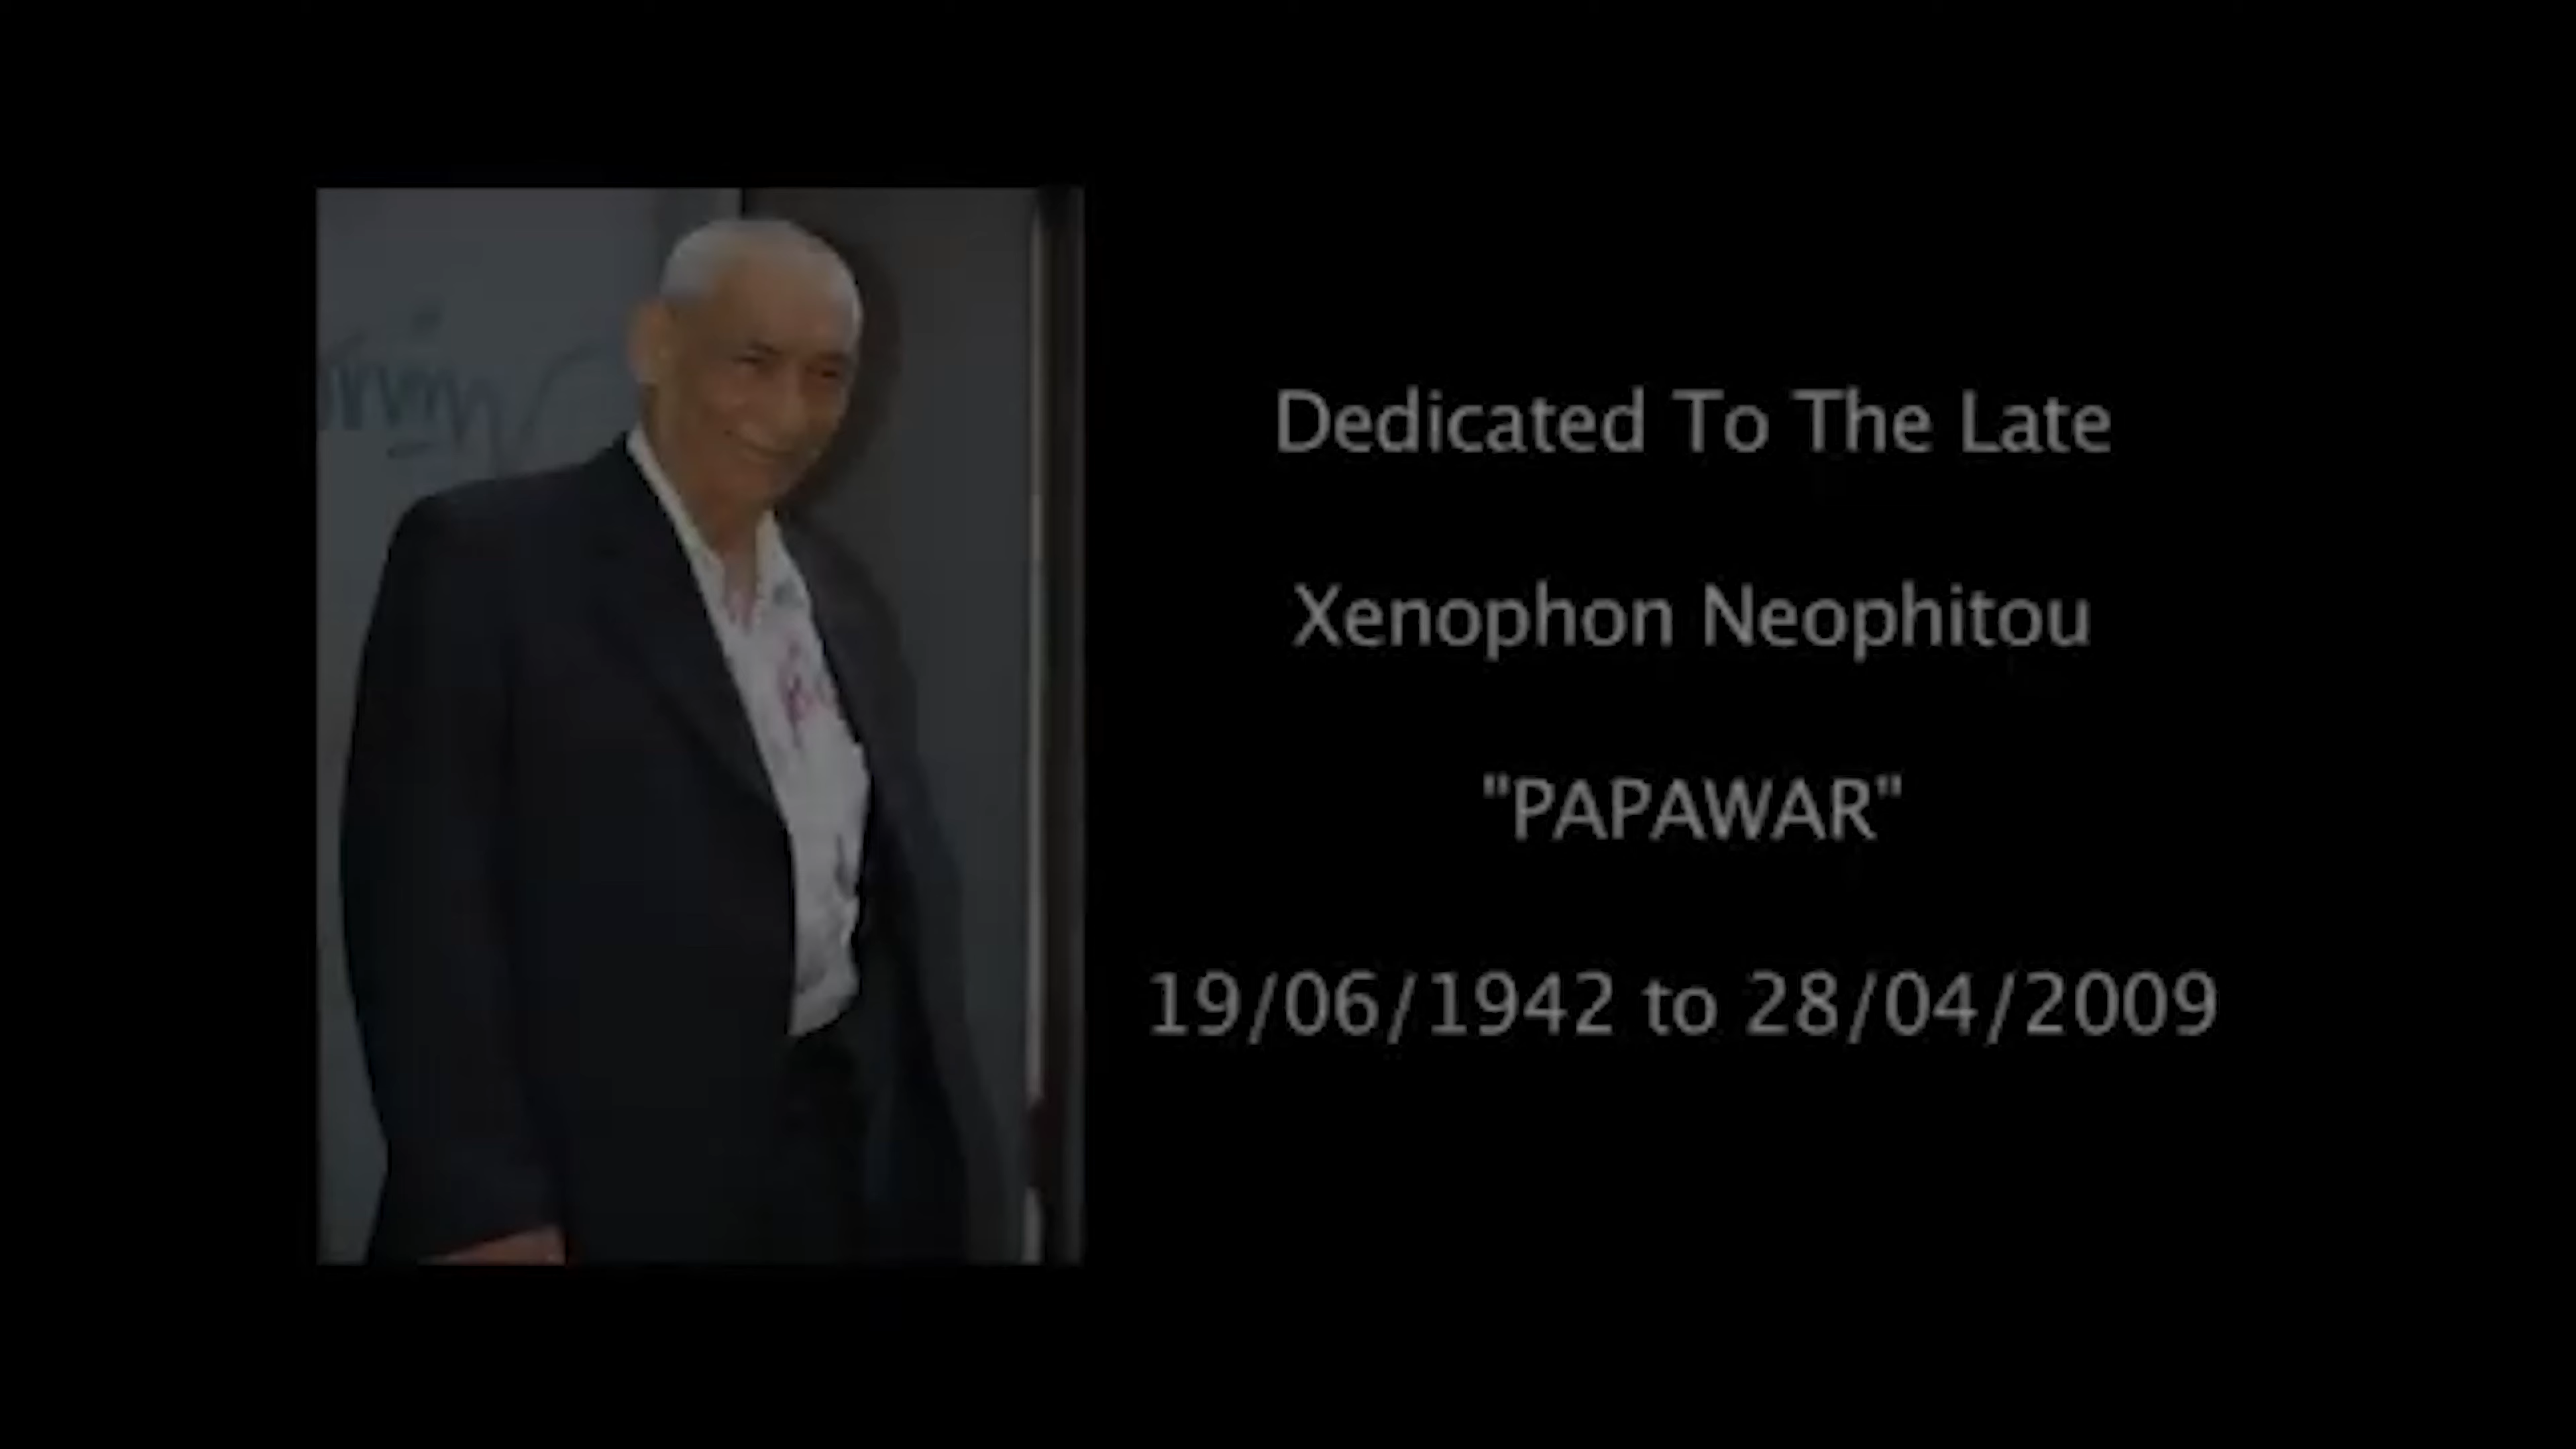 Dedicated To The Late
Xenophon Neophitou
"PAPAWAR"
19/06/1942 to 28/04/2009